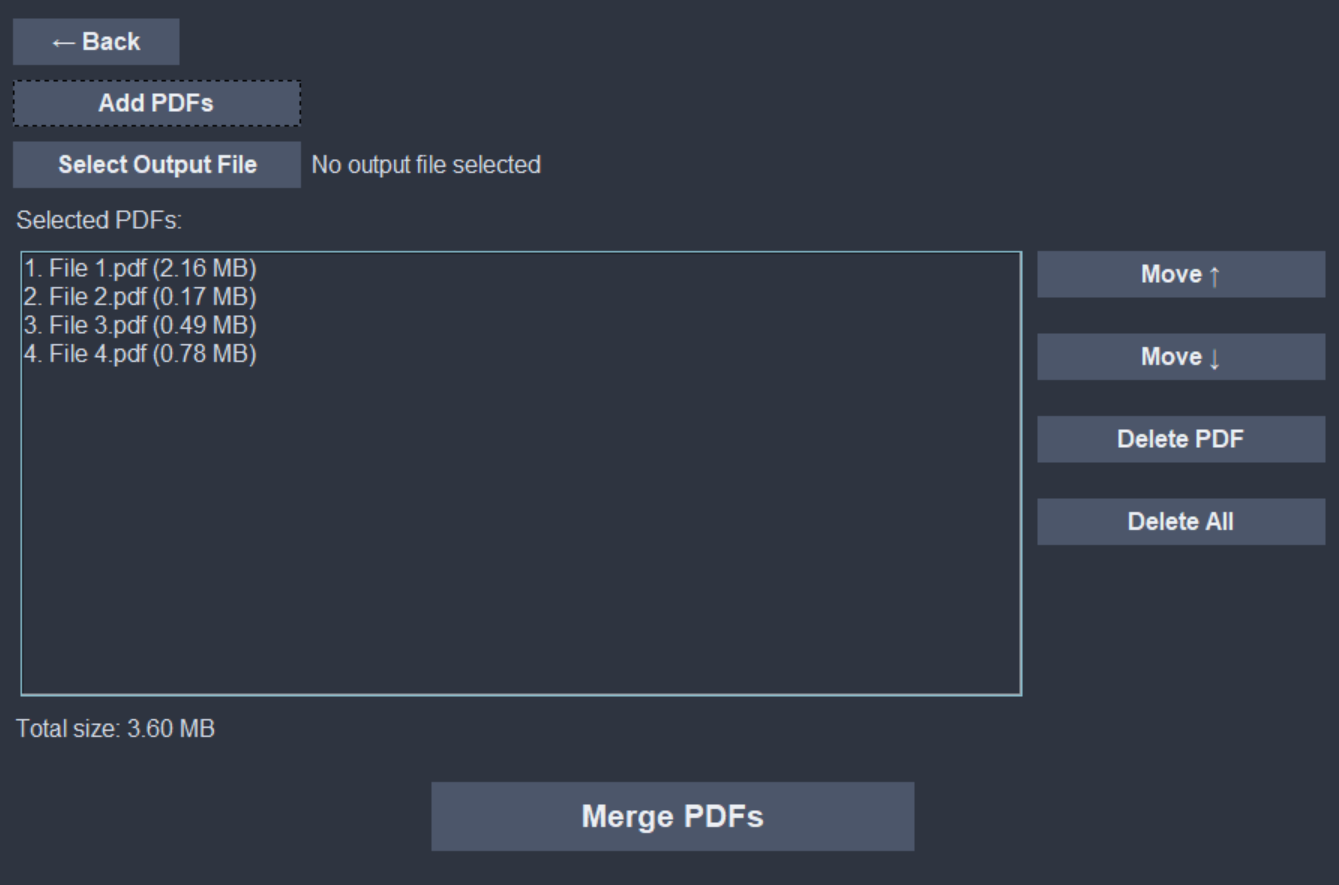 ← Back
Add PDFs
Select Output File No output file selected
Selected PDFs:
1. File 1.pdf (2.16 MB)
2. File 2.pdf (0.17 MB)
3. File 3.pdf (0.49 MB)
4. File 4.pdf (0.78 MB)
Move ↑
Move ↓
Delete PDF
Delete All
Total size: 3.60 MB
Merge PDFs